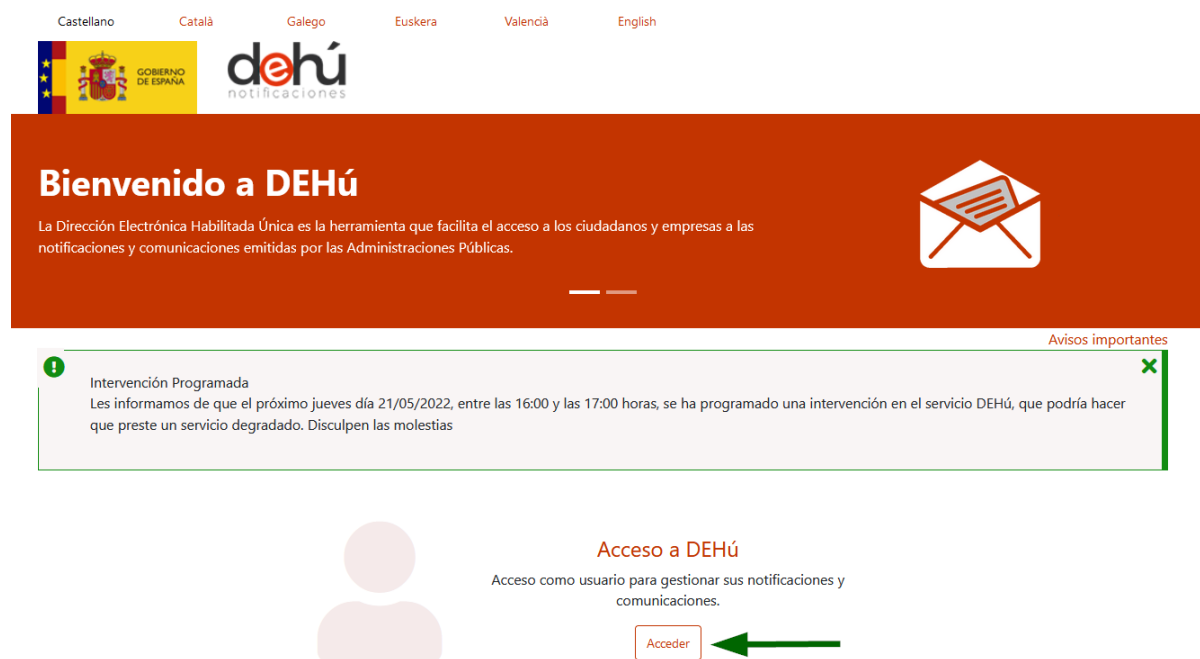 Castellano Català Galego Euskera Valencià English
GOBIERNO
DE ESPAÑA
dehú
notificaciones
Bienvenido a DEHú
La Dirección Electrónica Habilitada Única es la herramienta que facilita el acceso a los ciudadanos y empresas a las
notificaciones y comunicaciones emitidas por las Administraciones Públicas.
Avisos importantes
Intervención Programada
Les informamos de que el próximo jueves día 21/05/2022, entre las 16:00 y las 17:00 horas, se ha programado una intervención en el servicio DEHú, que podría hacer
que preste un servicio degradado. Disculpen las molestias
Acceso a DEHú
Acceso como usuario para gestionar sus notificaciones y
comunicaciones.
Acceder